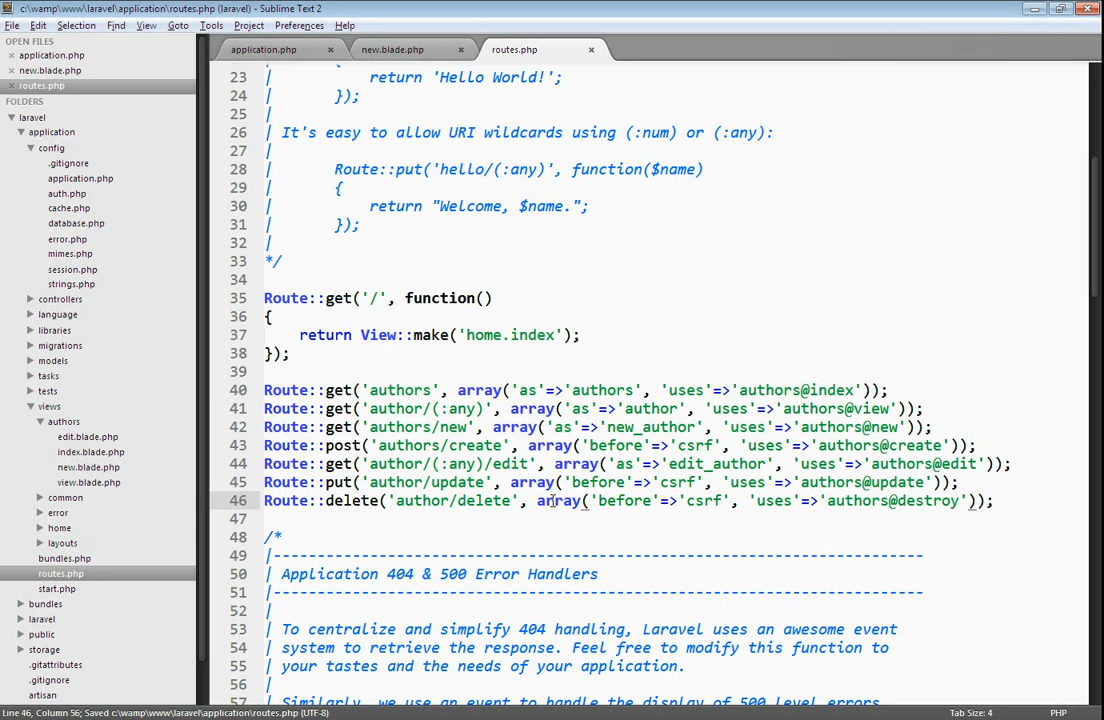 c:\wamp\www\laravel\application\routes.php (laravel) - Sublime Text 2
File Edit Selection Find View Goto Tools Project Preferences Help
OPEN FILES
application.php
new.blade.php
routes.php
FOLDERS
laravel
application
config
.gitignore
application.php
auth.php
cache.php
database.php
error.php
mimes.php
session.php
strings.php
controllers
language
libraries
migrations
models
tasks
tests
views
authors
edit.blade.php
index.blade.php
new.blade.php
view.blade.php
common
error
home
layouts
bundles.php
routes.php
start.php
bundles
laravel
public
storage
.gitattributes
.gitignore
artisan
application.php new.blade.php routes.php
| {
23 | return 'Hello World!';
24 | });
25 |
26 | It's easy to allow URI wildcards using (:num) or (:any):
27 |
28 | Route::put('hello/(:any)', function($name)
29 | {
30 | return "Welcome, $name.";
31 | });
32 |
33 */
34
35 Route::get('/', function()
36 {
37 return View::make('home.index');
38 });
39
40 Route::get('authors', array('as'=>'authors', 'uses'=>'authors@index'));
41 Route::get('author/(:any)', array('as'=>'author', 'uses'=>'authors@view'));
42 Route::get('authors/new', array('as'=>'new_author', 'uses'=>'authors@new'));
43 Route::post('authors/create', array('before'=>'csrf', 'uses'=>'authors@create'));
44 Route::get('author/(:any)/edit', array('as'=>'edit_author', 'uses'=>'authors@edit'));
45 Route::put('author/update', array('before'=>'csrf', 'uses'=>'authors@update'));
46 Route::delete('author/delete', array('before'=>'csrf', 'uses'=>'authors@destroy'));
47
48 /*
49 |--------------------------------------------------------------------------
50 | Application 404 & 500 Error Handlers
51 |--------------------------------------------------------------------------
52 |
53 | To centralize and simplify 404 handling, Laravel uses an awesome event
54 | system to retrieve the response. Feel free to modify this function to
55 | your tastes and the needs of your application.
56 |
57 | Similarly, we use an event to handle the display of 500 level errors
Line 46, Column 56; Saved c:\wamp\www\laravel\application\routes.php (UTF-8) Tab Size: 4 PHP